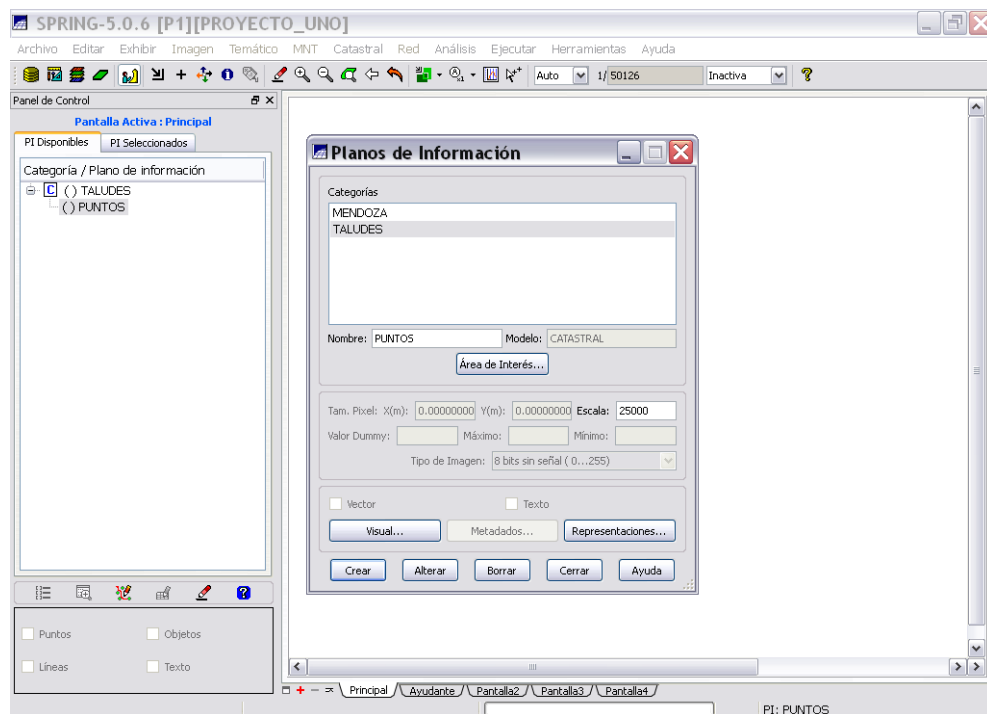 SPRING-5.0.6 [P1][PROYECTO_UNO]
Archivo Editar Exhibir Imagen Temático MNT Catastral Red Análisis Ejecutar Herramientas Ayuda
Auto 1/ 50126 Inactiva
Panel de Control
Pantalla Activa : Principal
PI Disponibles PI Seleccionados
Categoría / Plano de información
C ( ) TALUDES
( ) PUNTOS
Planos de Información
Categorías
MENDOZA
TALUDES
Nombre: PUNTOS Modelo: CATASTRAL
Área de Interés...
Tam. Pixel: X(m): 0.00000000 Y(m): 0.00000000 Escala: 25000
Valor Dummy: Máximo: Mínimo:
Tipo de Imagen: 8 bits sin señal ( 0...255)
Vector Texto
Visual... Metadados... Representaciones...
Crear Alterar Borrar Cerrar Ayuda
Puntos Objetos
Líneas Texto
Principal Ayudante Pantalla2 Pantalla3 Pantalla4
PI: PUNTOS